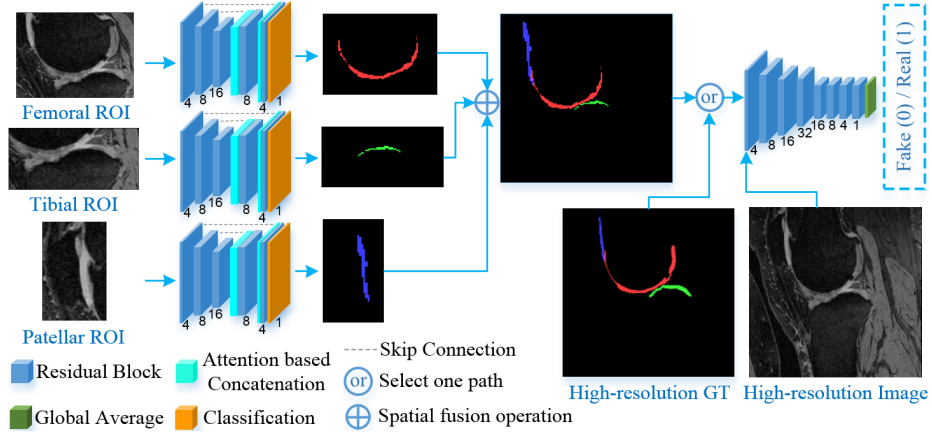 Femoral ROI
4 8 16 8 4 1
Tibial ROI
4 8 16 8 4 1
Patellar ROI
4 8 16 8 4 1
or
4 8 16 32 16 8 4 1
Fake (0) / Real (1)
High-resolution GT
High-resolution Image
Residual Block
Attention based
Concatenation
Skip Connection
or Select one path
Global Average
Classification
Spatial fusion operation